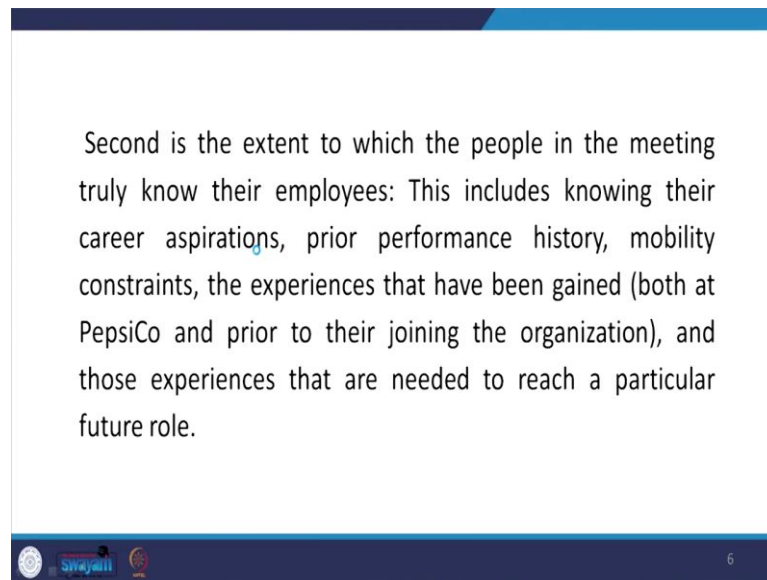 Second is the extent to which the people in the meeting
truly know their employees: This includes knowing their
career aspirations, prior performance history, mobility
constraints, the experiences that have been gained (both at
PepsiCo and prior to their joining the organization), and
those experiences that are needed to reach a particular
future role.
swayam
6